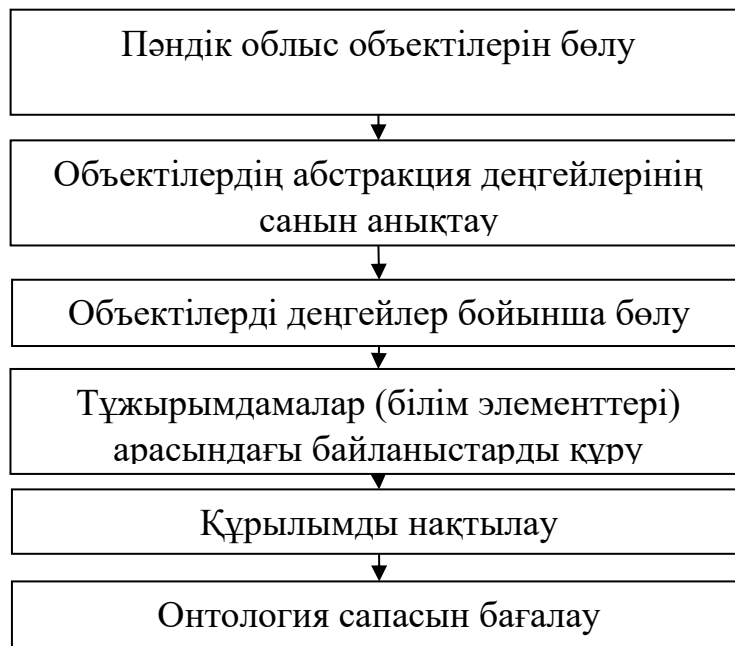 Пәндік облыс объектілерін бөлу
Объектілердің абстракция деңгейлерінің
санын анықтау
Объектілерді деңгейлер бойынша бөлу
Тұжырымдамалар (білім элементтері)
арасындағы байланыстарды құру
Құрылымды нақтылау
Онтология сапасын бағалау